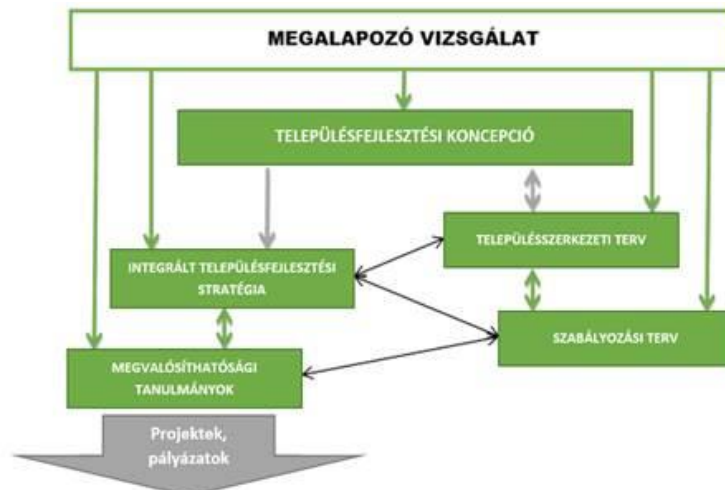 MEGALAPOZÓ VIZSGÁLAT
TELEPÜLÉSFEJLESZTÉSI KONCEPCIÓ
TELEPÜLÉSSZERKEZETI TERV
INTEGRÁLT TELEPÜLÉSFEJLESZTÉSI
STRATÉGIA
SZABÁLYOZÁSI TERV
MEGVALÓSÍTHATÓSÁGI
TANULMÁNYOK
Projektek,
pályázatok